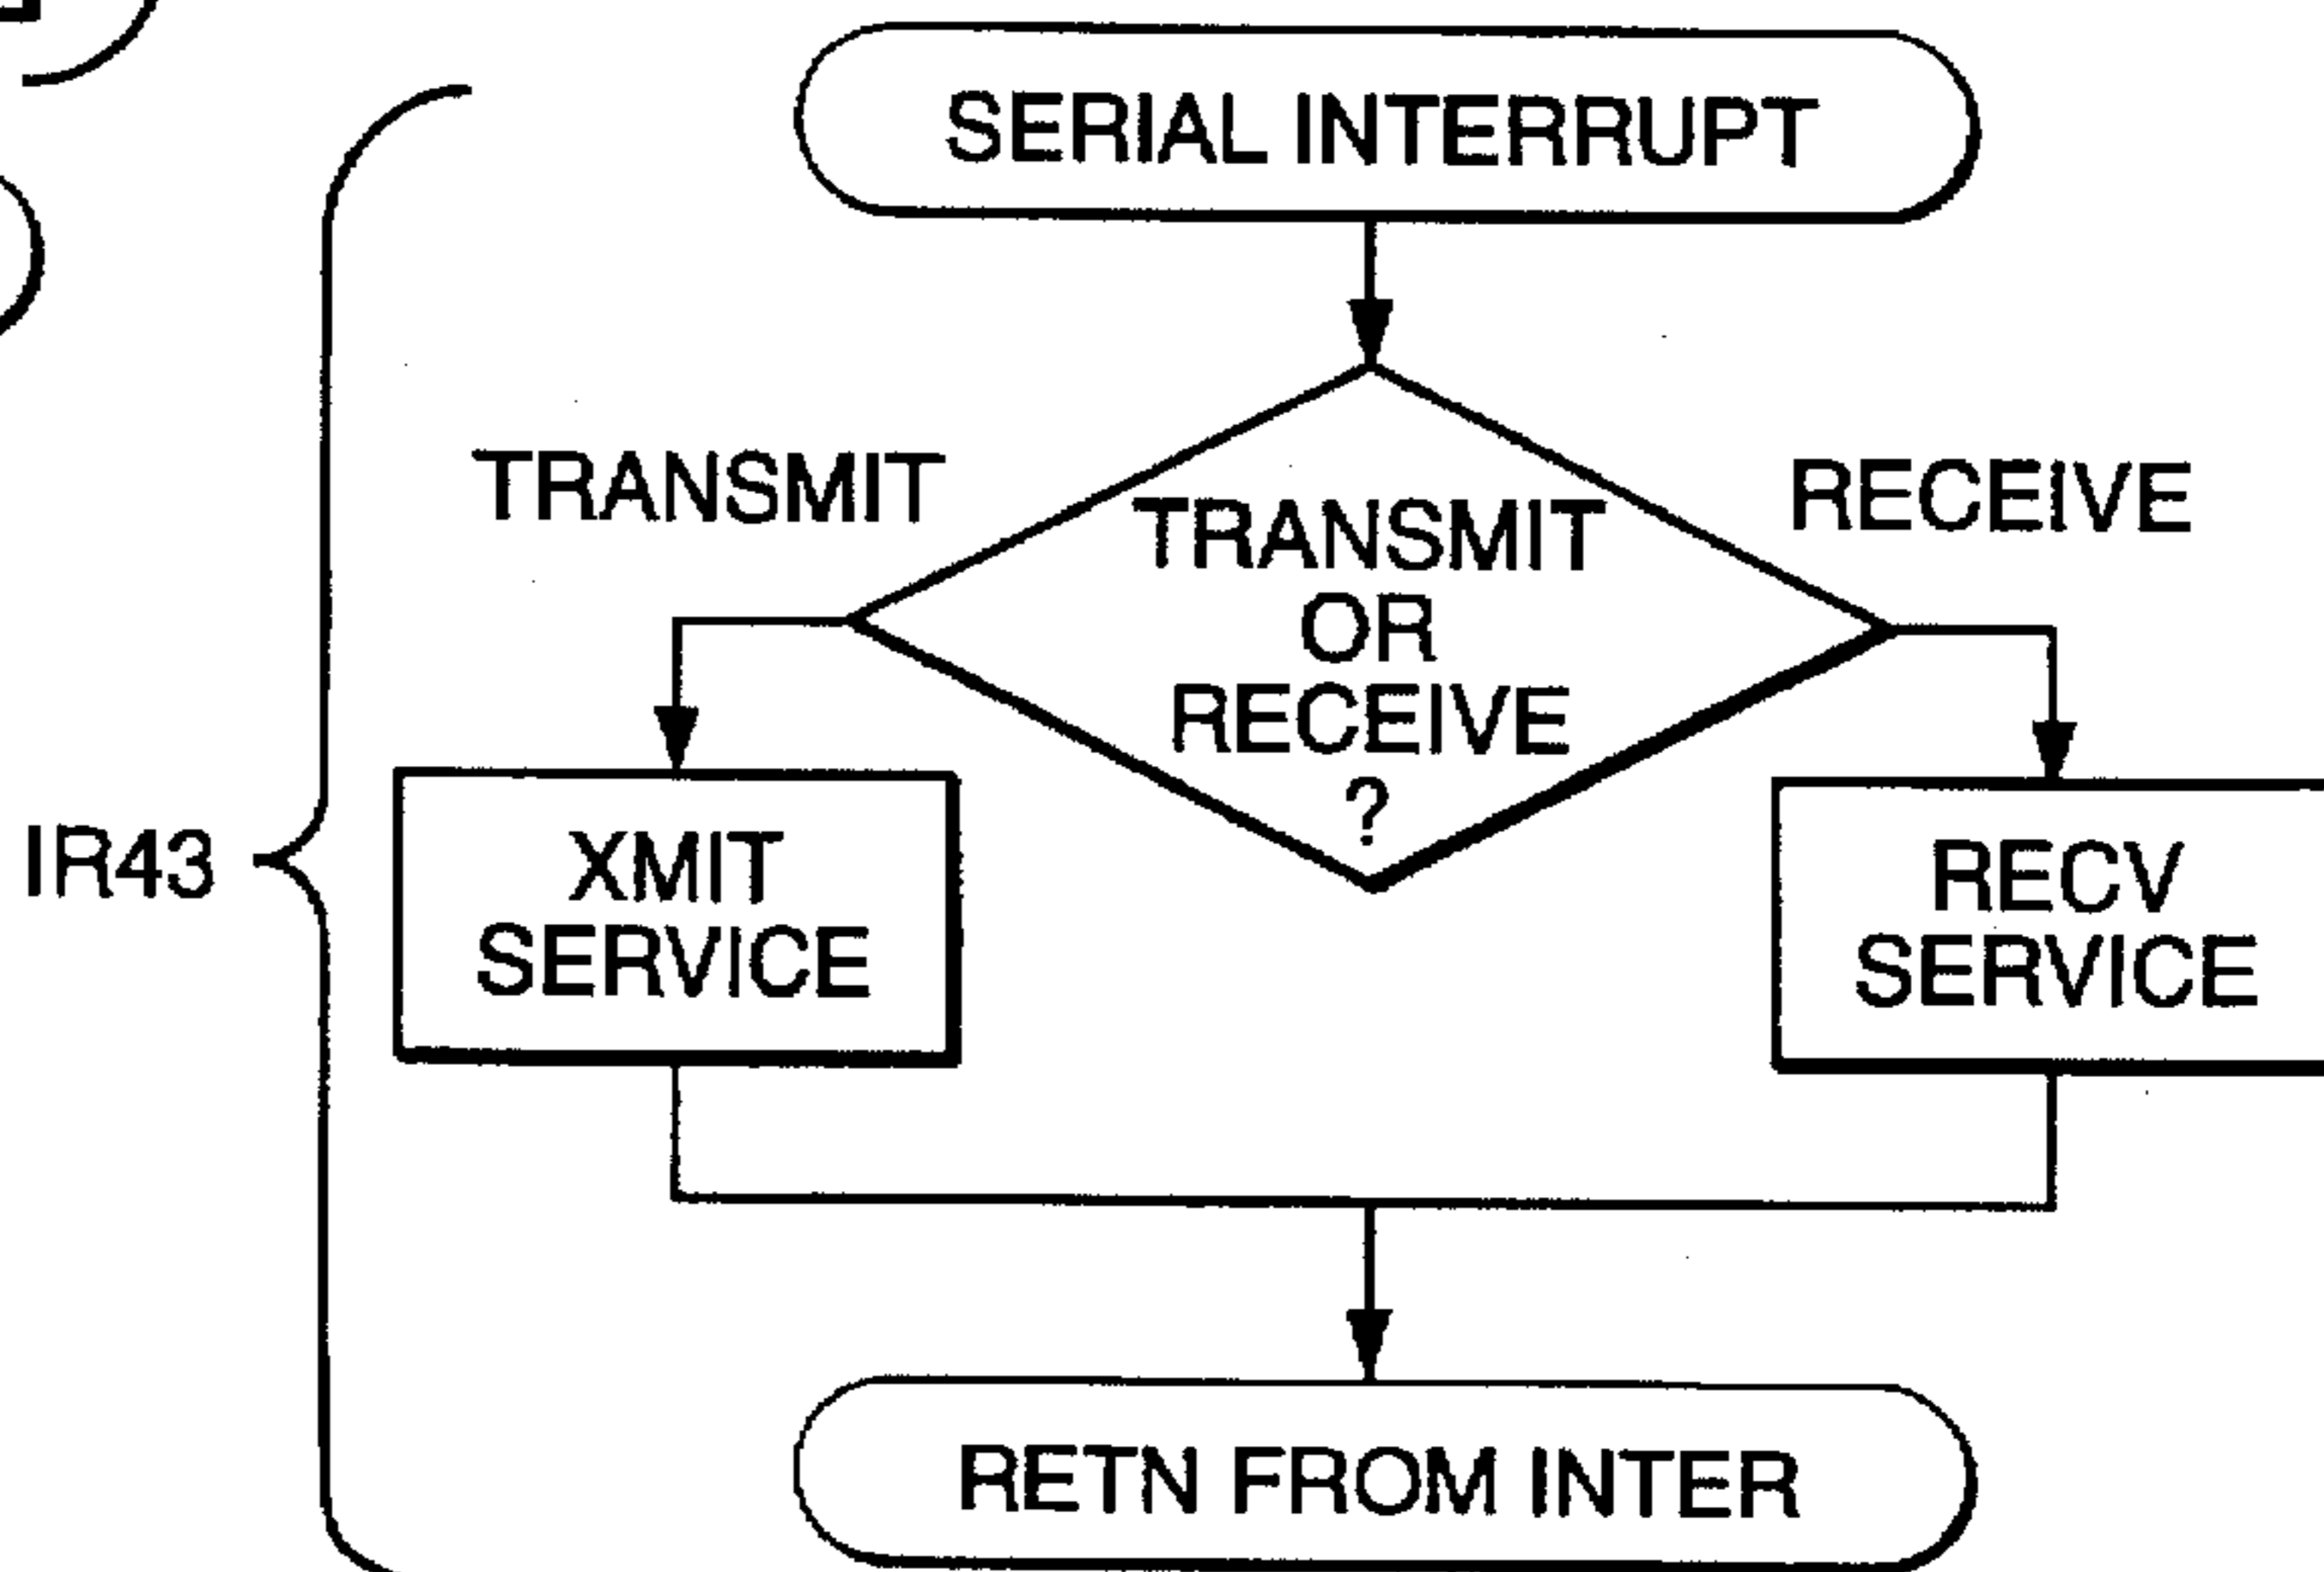 SERIAL INTERRUPT
TRANSMIT
RECEIVE
TRANSMIT
OR
RECEIVE
?
IR43
XMIT
SERVICE
RECV
SERVICE
RETN FROM INTER